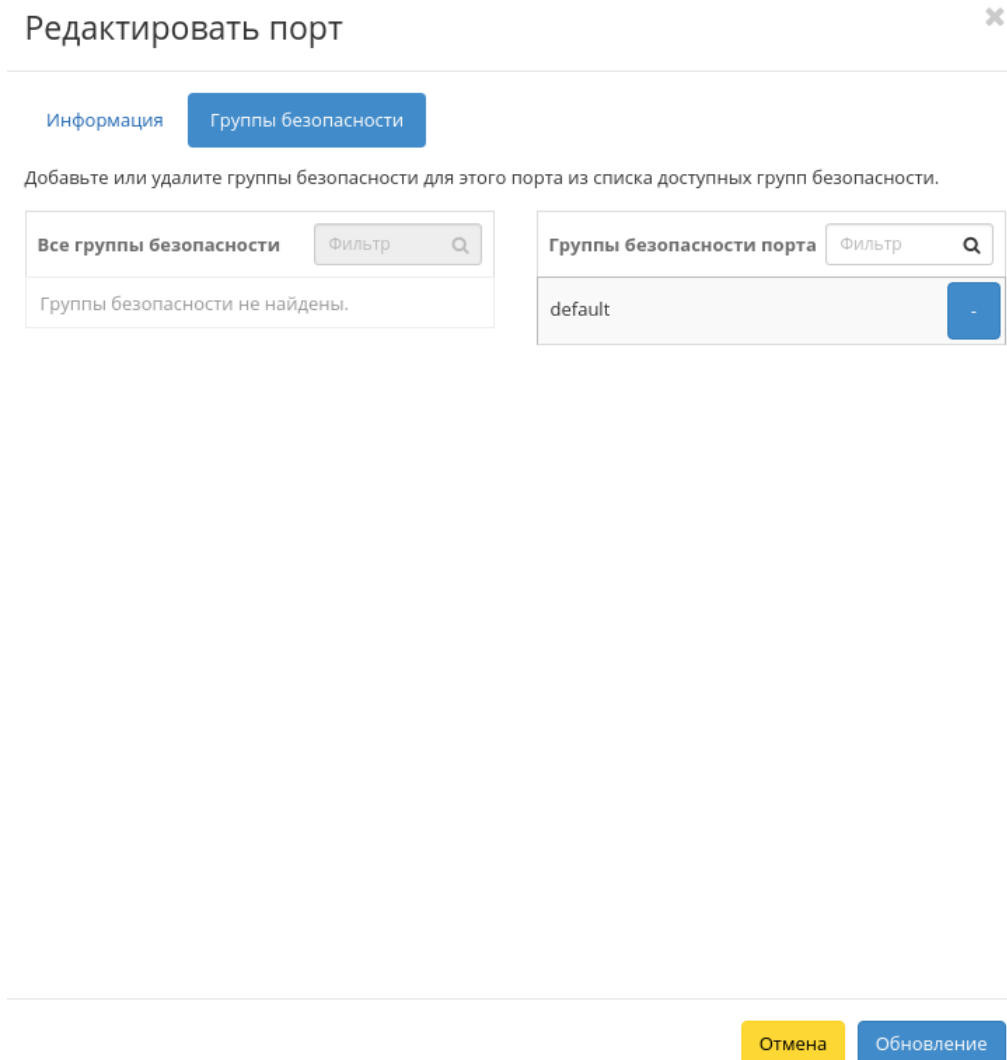 Редактировать порт
Информация
Группы безопасности
Добавьте или удалите группы безопасности для этого порта из списка доступных групп безопасности.
Все группы безопасности
Фильтр
Группы безопасности не найдены.
Группы безопасности порта
Фильтр
default
-
Отмена
Обновление